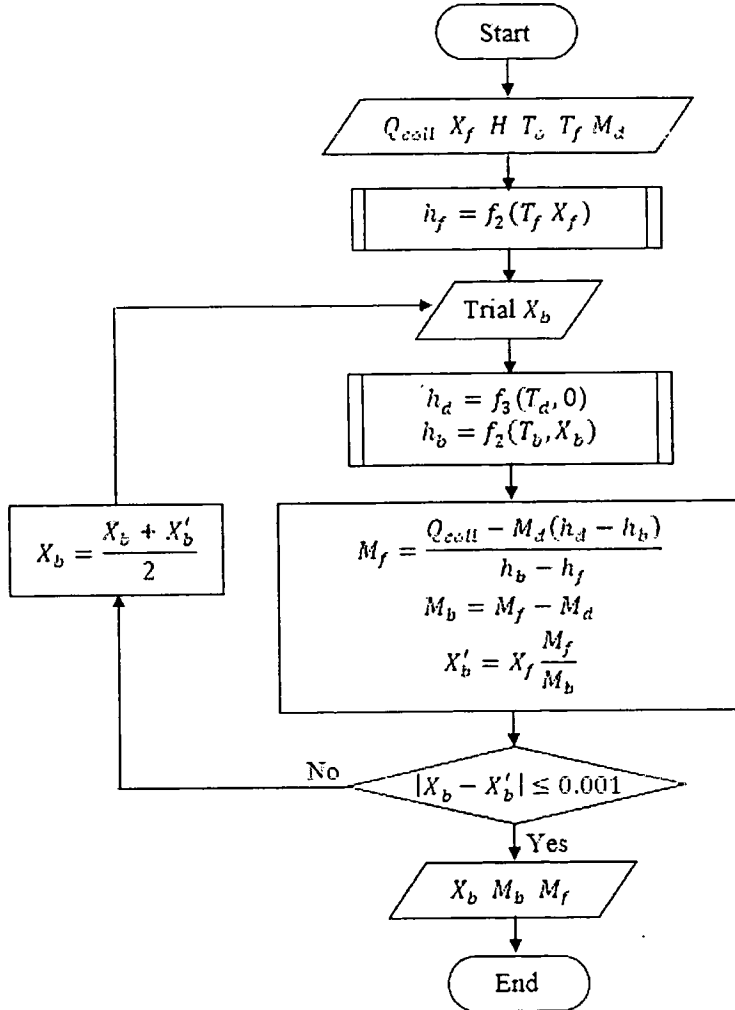 Start
Q_coll X_f H T_o T_f M_d
h_f = f_2(T_f X_f)
Trial X_b
h_d = f_3(T_d, 0)
h_b = f_2(T_b, X_b)
X_b = (X_b + X'_b)/2
M_f = (Q_coll − M_d(h_d − h_b))/(h_b − h_f)
M_b = M_f − M_d
X'_b = X_f M_f/M_b
No
|X_b − X'_b| ≤ 0.001
Yes
X_b M_b M_f
End